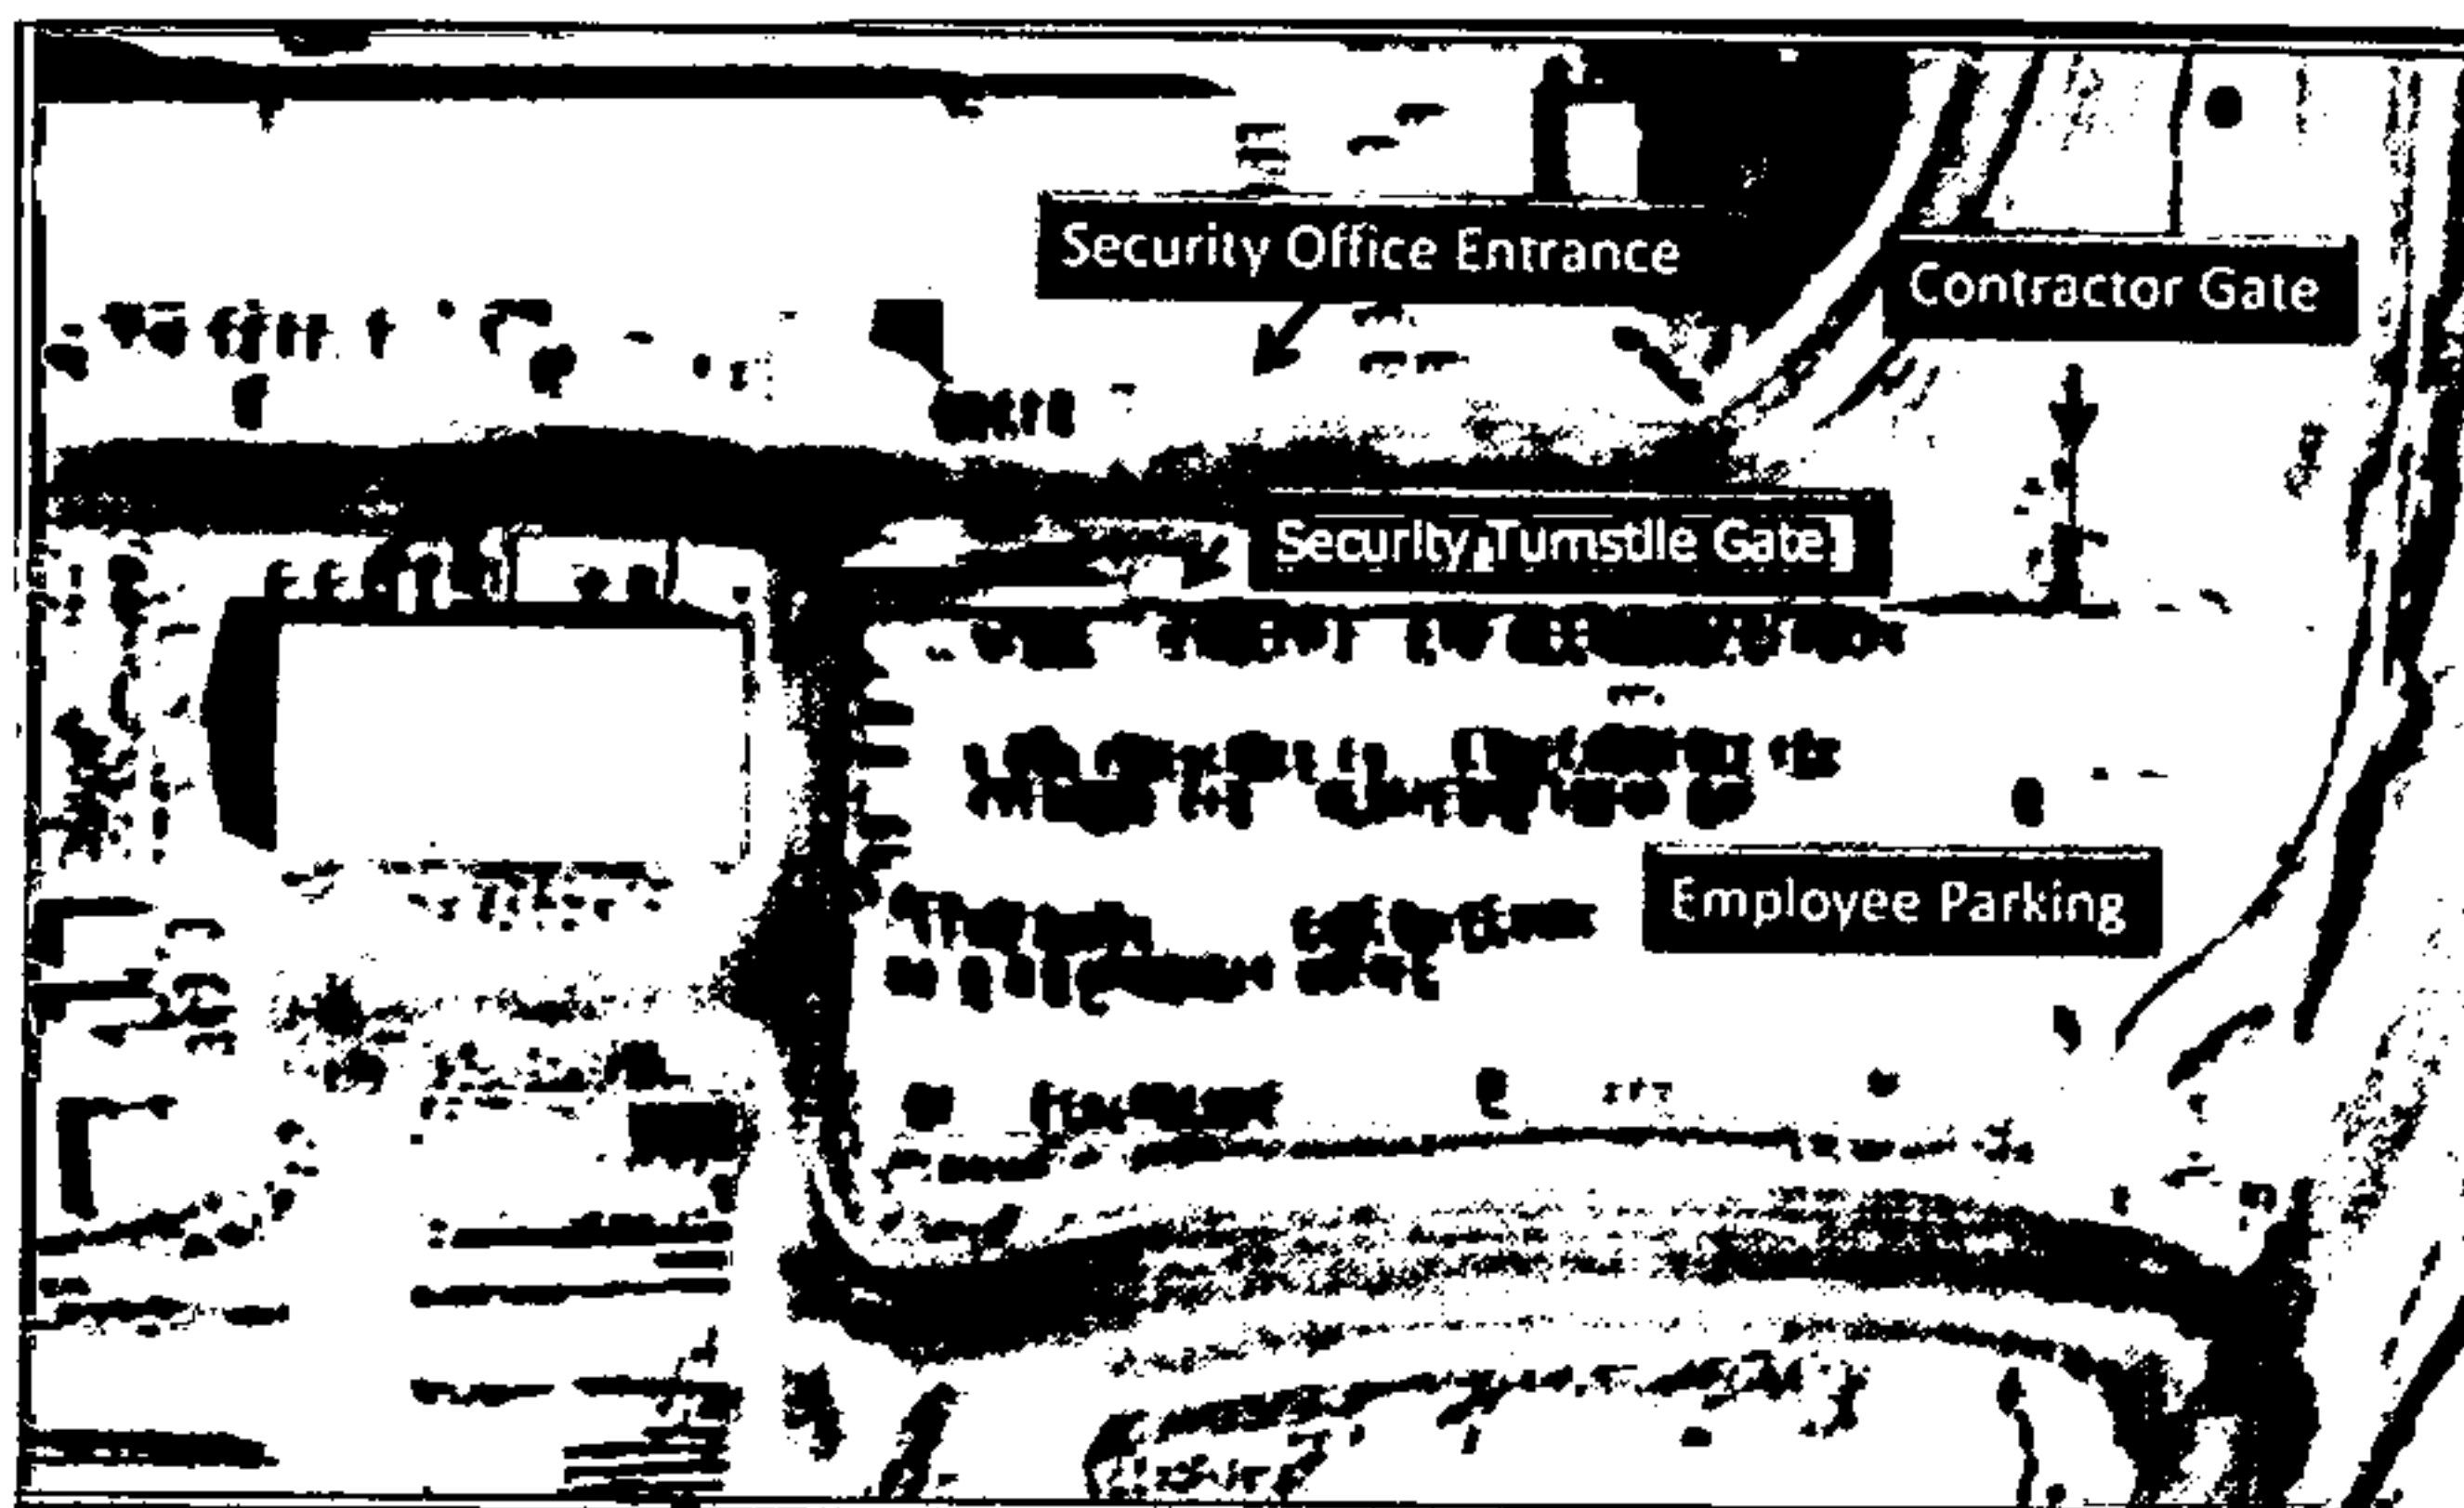 Security Office Entrance
Contractor Gate
Security Turnstile Gate
Employee Parking